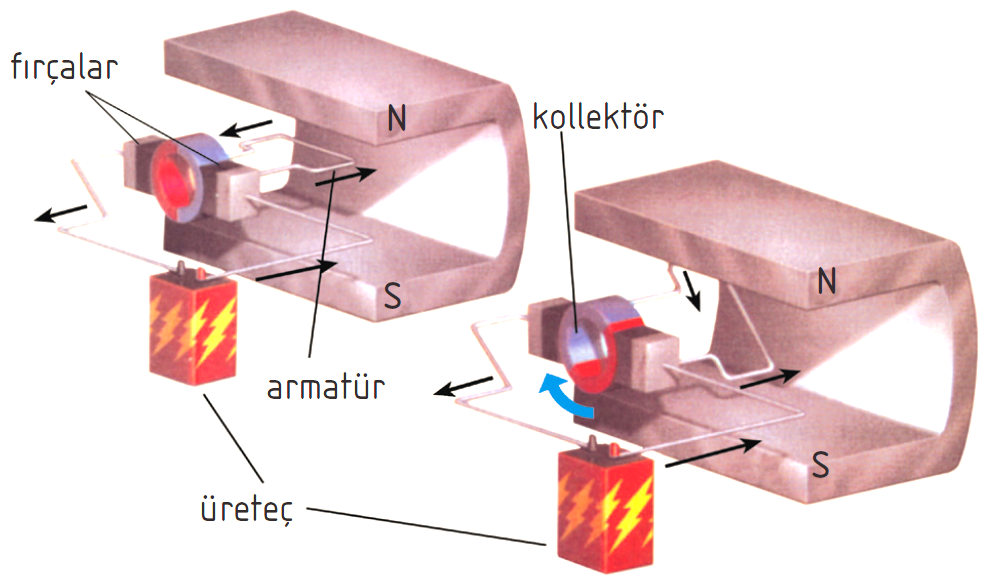 fırçalar
N
kollektör
N
S
armatür
S
üreteç